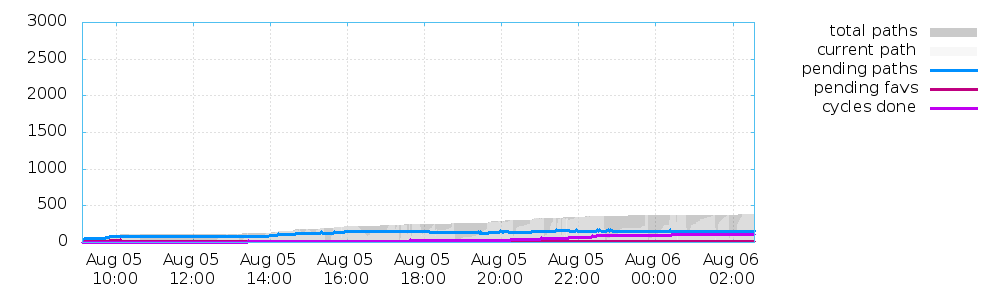 3000
2500
2000
1500
1000
500
0
Aug 05 Aug 05 Aug 05 Aug 05 Aug 05 Aug 05 Aug 05 Aug 06 Aug 06
10:00 12:00 14:00 16:00 18:00 20:00 22:00 00:00 02:00
total paths
current path
pending paths
pending favs
cycles done